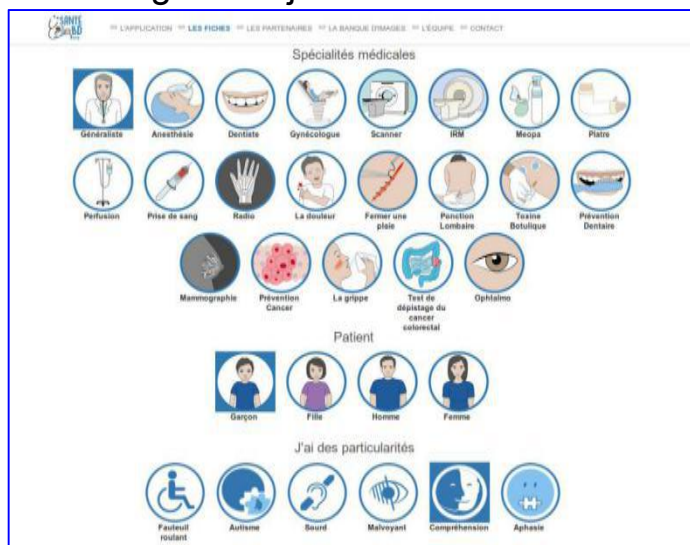 SANTÉ BD
L'APPLICATION LES FICHES LES PARTENAIRES LA BANQUE D'IMAGES L'ÉQUIPE CONTACT
Spécialités médicales
Généraliste Anesthésie Dentiste Gynécologue Scanner IRM Meopa Platre
Perfusion Prise de sang Radio La douleur Fermer une plaie Ponction Lombaire Toxine Botulique Prévention Dentaire
Mammographie Prévention Cancer La grippe Test de dépistage du cancer colorectal Ophtalmo
Patient
Garçon Fille Homme Femme
J'ai des particularités
Fauteuil roulant Autisme Sourd Malvoyant Compréhension Aphasie